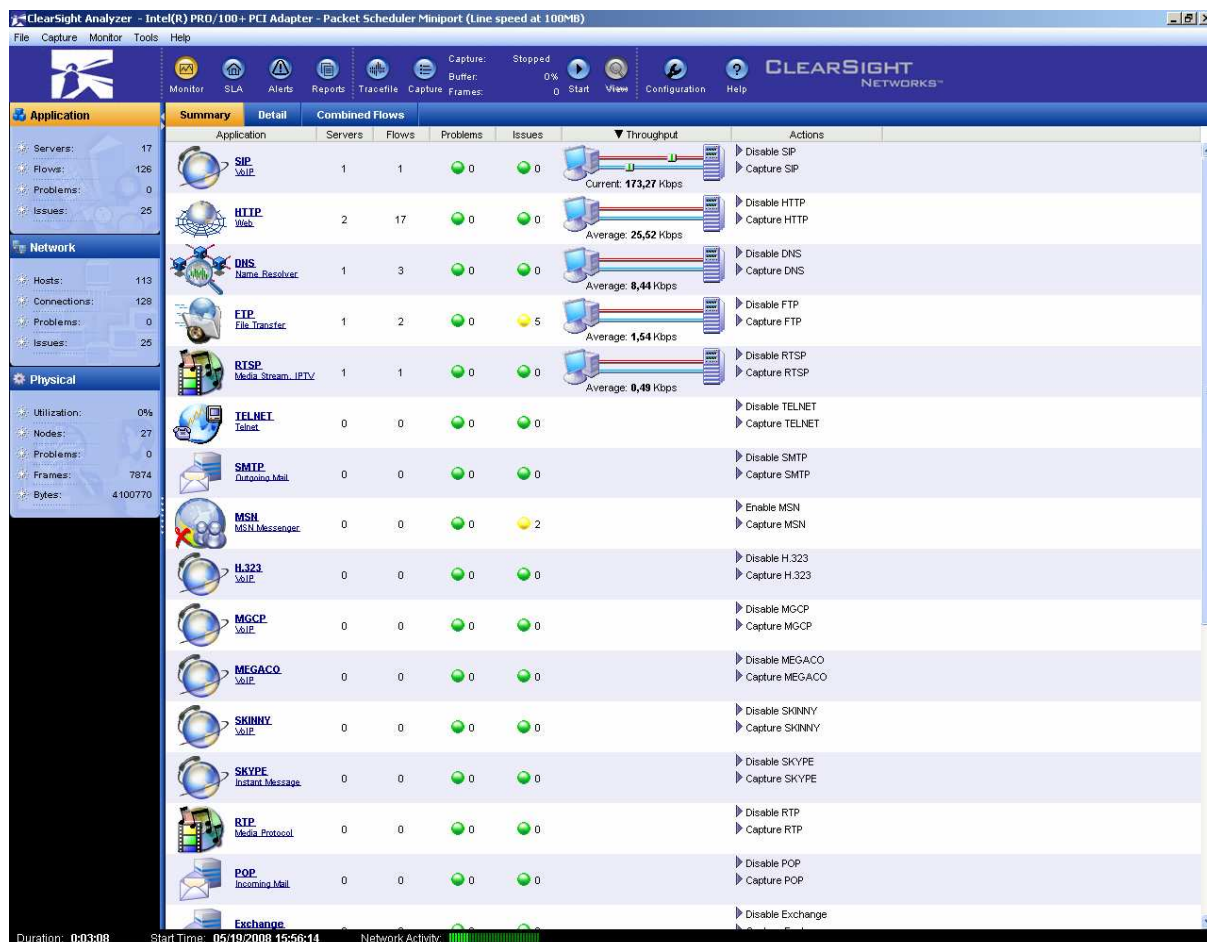 ClearSight Analyzer - Intel(R) PRO/100+ PCI Adapter - Packet Scheduler Miniport (Line speed at 100MB)
File Capture Monitor Tools Help
Monitor SLA Alerts Reports Tracefile Capture
Capture: Stopped
Buffer: 0%
Frames: 0
Start View Configuration Help
CLEARSIGHT
NETWORKS™
Application
Servers: 17
Flows: 126
Problems: 0
Issues: 25
Network
Hosts: 113
Connections: 128
Problems: 0
Issues: 25
Physical
Utilization: 0%
Nodes: 27
Problems: 0
Frames: 7874
Bytes: 4100770
Summary Detail Combined Flows
Application Servers Flows Problems Issues Throughput Actions
SIP
VoIP
1 1 0 0
Current: 173,27 Kbps
Disable SIP
Capture SIP
HTTP
Web
2 17 0 0
Average: 25,52 Kbps
Disable HTTP
Capture HTTP
DNS
Name Resolver
1 3 0 0
Average: 8,44 Kbps
Disable DNS
Capture DNS
FTP
File Transfer
1 2 0 5
Average: 1,54 Kbps
Disable FTP
Capture FTP
RTSP
Media Stream, IPTV
1 1 0 0
Average: 0,49 Kbps
Disable RTSP
Capture RTSP
TELNET
Telnet
0 0 0 0
Disable TELNET
Capture TELNET
SMTP
Outgoing Mail
0 0 0 0
Disable SMTP
Capture SMTP
MSN
MSN Messenger
0 0 0 2
Enable MSN
Capture MSN
H.323
VoIP
0 0 0 0
Disable H.323
Capture H.323
MGCP
VoIP
0 0 0 0
Disable MGCP
Capture MGCP
MEGACO
VoIP
0 0 0 0
Disable MEGACO
Capture MEGACO
SKINNY
VoIP
0 0 0 0
Disable SKINNY
Capture SKINNY
SKYPE
Instant Message
0 0 0 0
Disable SKYPE
Capture SKYPE
RTP
Media Protocol
0 0 0 0
Disable RTP
Capture RTP
POP
Incoming Mail
0 0 0 0
Disable POP
Capture POP
Exchange
Disable Exchange
Duration: 0:03:08 Start Time: 05/19/2008 15:56:14 Network Activity: